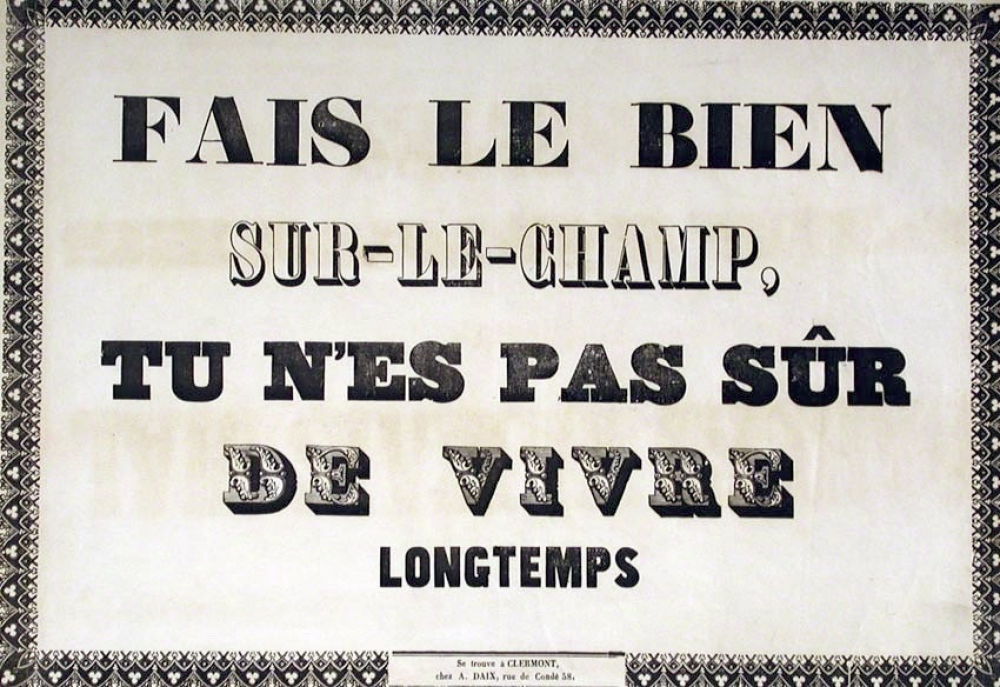 FAIS LE BIEN
SUR-LE-CHAMP,
TU N'ES PAS SÛR
DE VIVRE
LONGTEMPS
Se trouve à CLERMONT,
chez A. DAIX, rue de Condé 58.